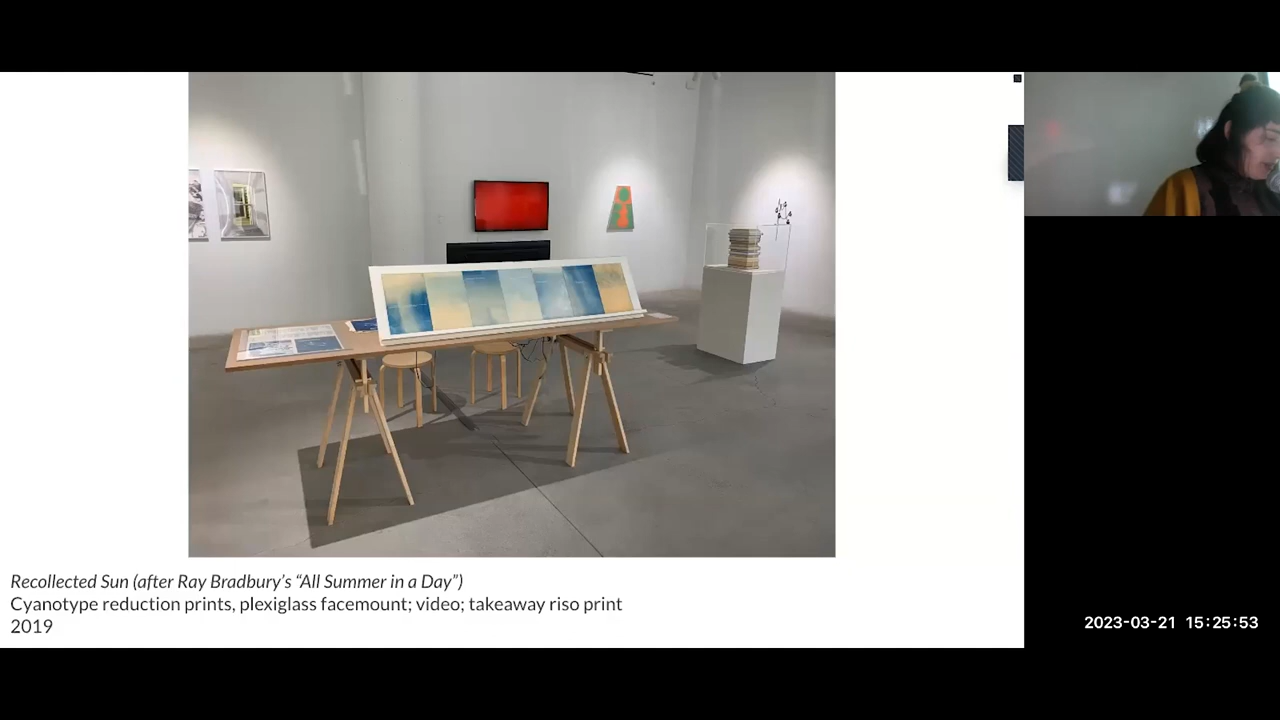 Recollected Sun (after Ray Bradbury's “All Summer in a Day”)
Cyanotype reduction prints, plexiglass facemount; video; takeaway riso print
2019
2023-03-21 15:25:53